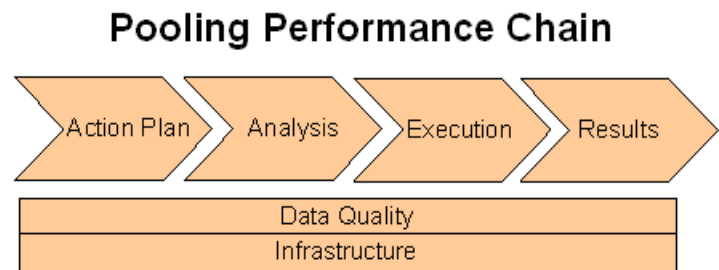 Pooling Performance Chain
Action Plan
Analysis
Execution
Results
Data Quality
Infrastructure